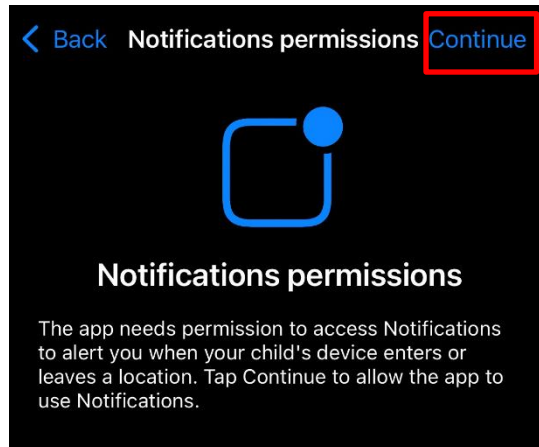 Back Notifications permissions Continue
Notifications permissions
The app needs permission to access Notifications
to alert you when your child's device enters or
leaves a location. Tap Continue to allow the app to
use Notifications.